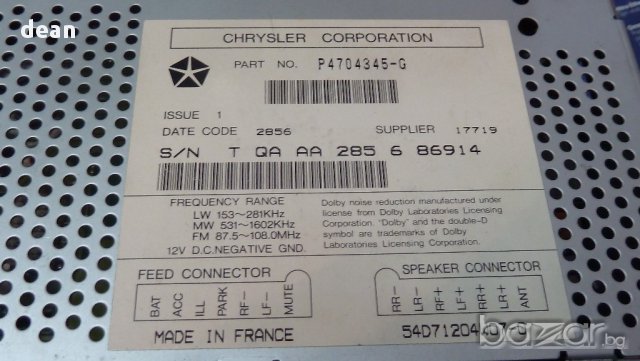 dean
CHRYSLER CORPORATION
PART NO. P4704345-G
ISSUE 1
DATE CODE 2856 SUPPLIER 17719
S/N T QA AA 285 6 86914
FREQUENCY RANGE
LW 153~281KHz
MW 531~1602KHz
FM 87.5~108.0MHz
12V D.C.NEGATIVE GND.
Dolby noise reduction manufactured under
license from Dolby Laboratories Licensing
Corporation. "Dolby" and the double-D
symbol are trademarks of Dolby
Laboratories Licensing Corporation.
FEED CONNECTOR
BAT
ACC
ILL
PARK
RF-
LF-
MUTE
SPEAKER CONNECTOR
RR-
LR-
RF+
LF+
RR+
LR+
ANT
MADE IN FRANCE
bazar.bg